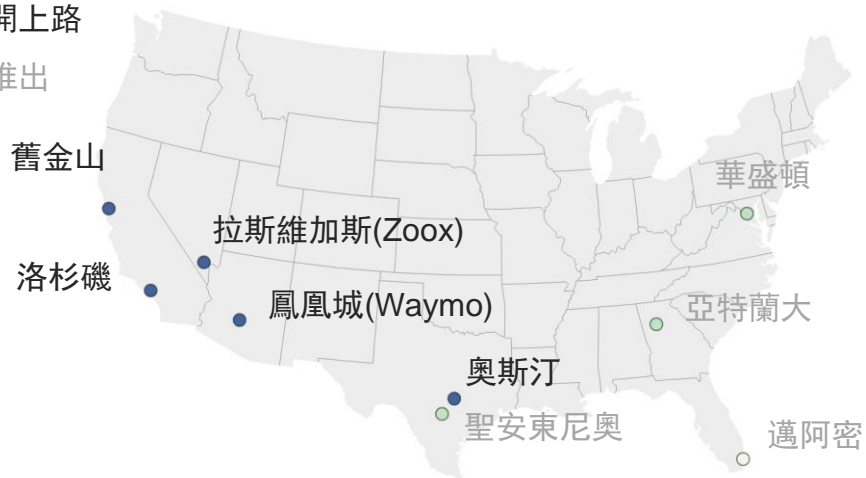 開上路
推出
舊金山
華盛頓
拉斯維加斯(Zoox)
洛杉磯
鳳凰城(Waymo)
亞特蘭大
奧斯汀
聖安東尼奧
邁阿密